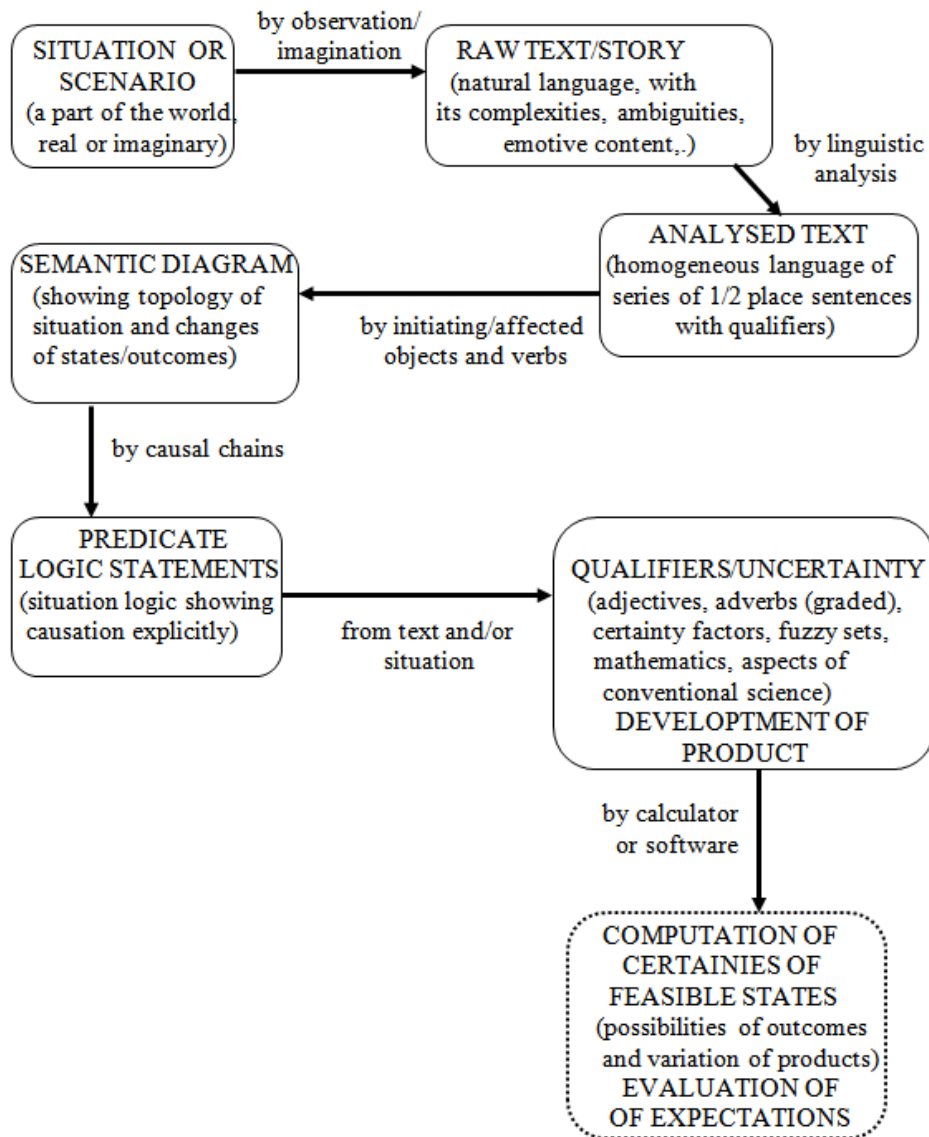 SITUATION OR
SCENARIO
(a part of the world,
real or imaginary)
by observation/
imagination
RAW TEXT/STORY
(natural language, with
its complexities, ambiguities,
emotive content,.)
by linguistic
analysis
ANALYSED TEXT
(homogeneous language of
series of 1/2 place sentences
with qualifiers)
by initiating/affected
objects and verbs
SEMANTIC DIAGRAM
(showing topology of
situation and changes
of states/outcomes)
by causal chains
PREDICATE
LOGIC STATEMENTS
(situation logic showing
causation explicitly)
from text and/or
situation
QUALIFIERS/UNCERTAINTY
(adjectives, adverbs (graded),
certainty factors, fuzzy sets,
mathematics, aspects of
conventional science)
DEVELOPTMENT OF
PRODUCT
by calculator
or software
COMPUTATION OF
CERTAINIES OF
FEASIBLE STATES
(possibilities of outcomes
and variation of products)
EVALUATION OF
OF EXPECTATIONS